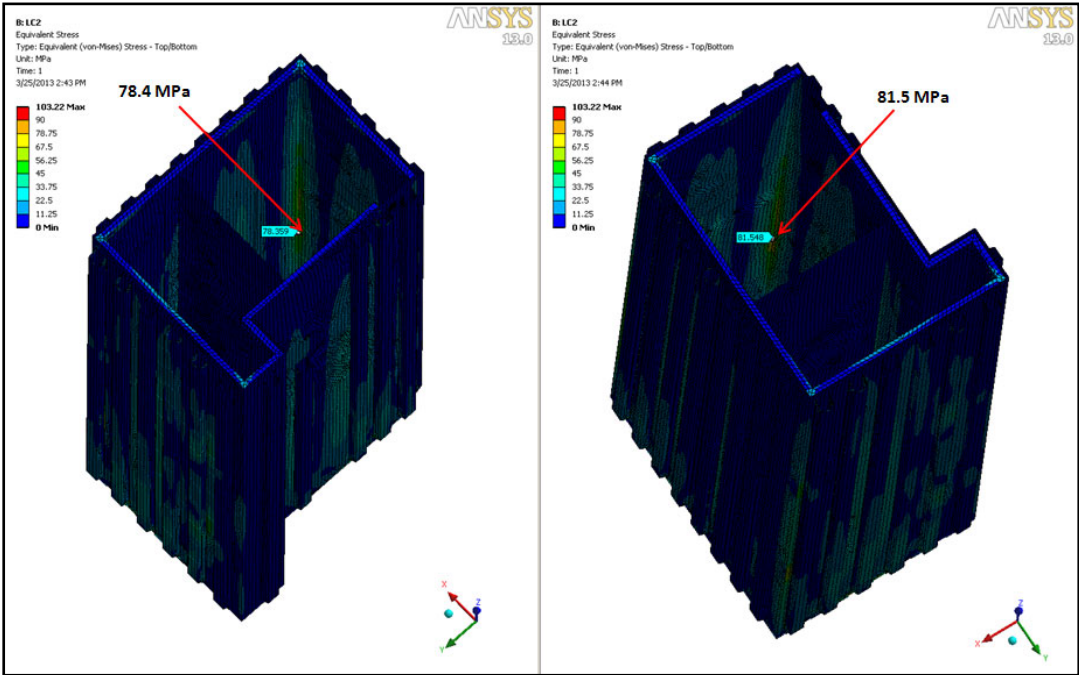 B: LC2
Equivalent Stress
Type: Equivalent (von-Mises) Stress - Top/Bottom
Unit: MPa
Time: 1
3/25/2013 2:43 PM
ANSYS
13.0
78.4 MPa
103.22 Max
90
78.75
67.5
56.25
45
33.75
22.5
11.25
0 Min
78.359
X
Y
Z
B: LC2
Equivalent Stress
Type: Equivalent (von-Mises) Stress - Top/Bottom
Unit: MPa
Time: 1
3/25/2013 2:44 PM
ANSYS
13.0
81.5 MPa
103.22 Max
90
78.75
67.5
56.25
45
33.75
22.5
11.25
0 Min
81.548
X
Y
Z